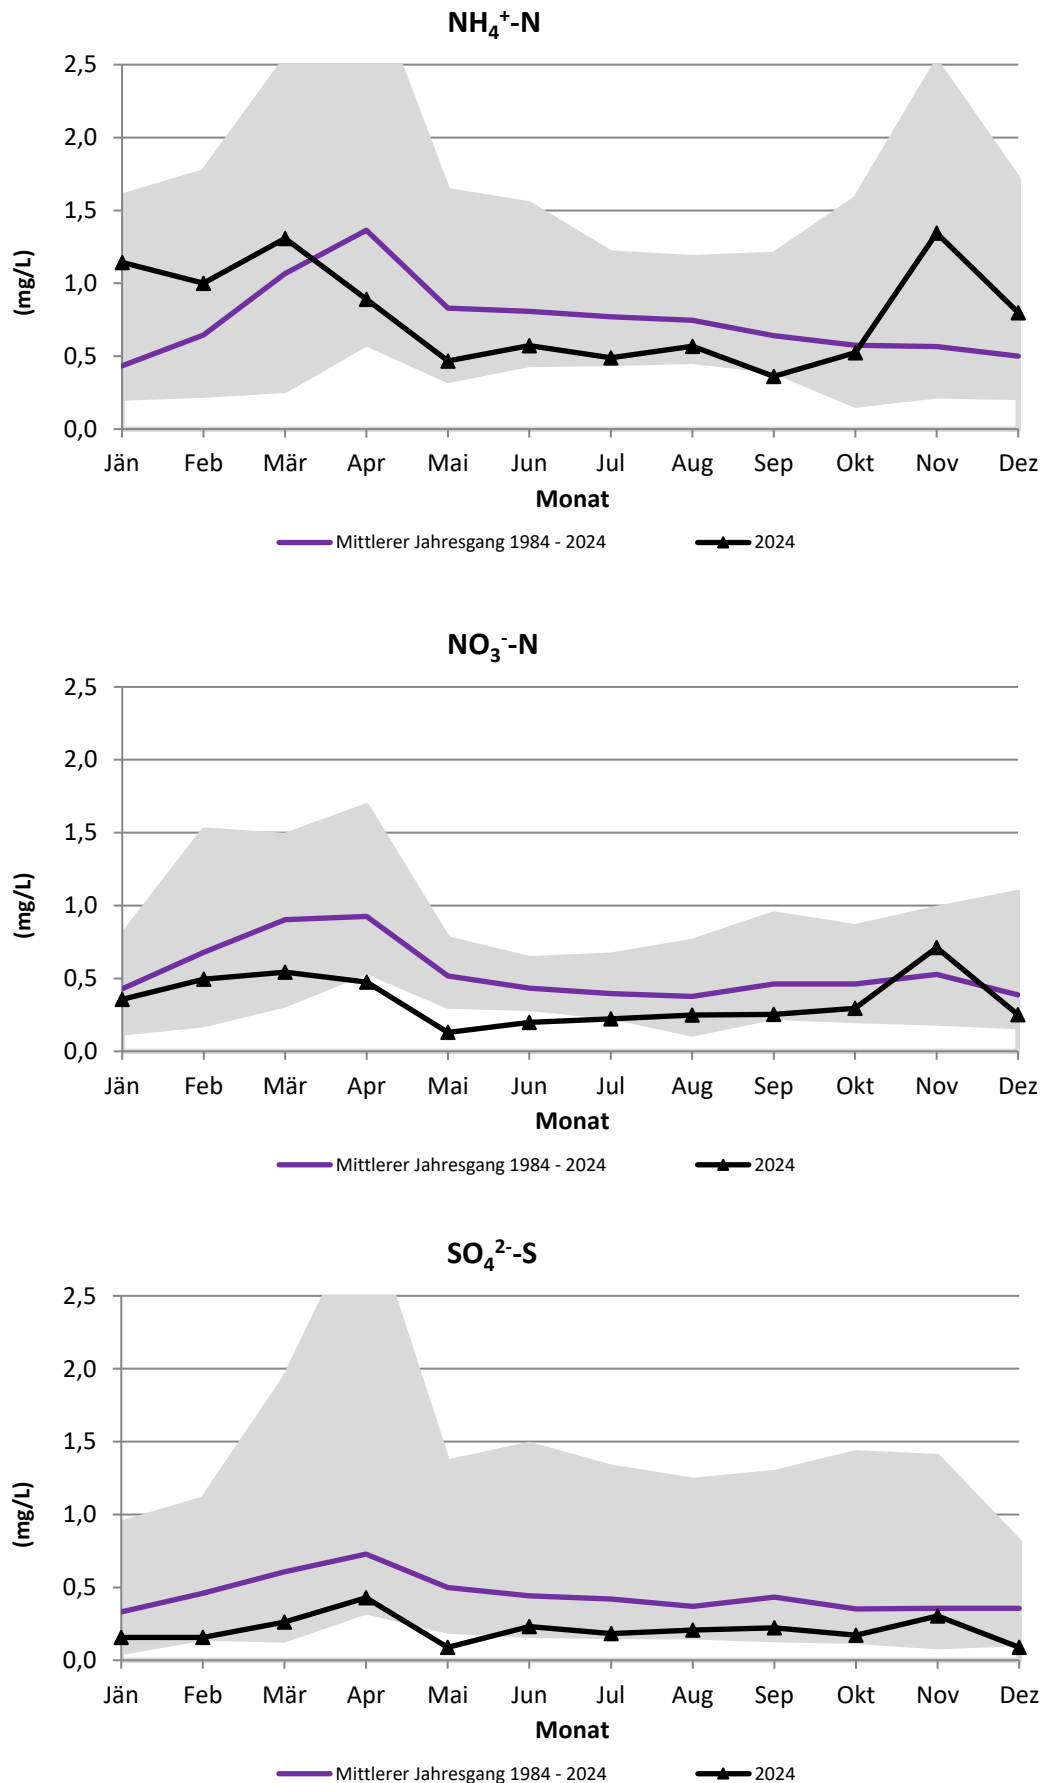 NH₄⁺-N
2,5
2,0
1,5
1,0
0,5
0,0
(mg/L)
Jän Feb Mär Apr Mai Jun Jul Aug Sep Okt Nov Dez
Monat
Mittlerer Jahresgang 1984 - 2024 2024
NO₃⁻-N
2,5
2,0
1,5
1,0
0,5
0,0
(mg/L)
Jän Feb Mär Apr Mai Jun Jul Aug Sep Okt Nov Dez
Monat
Mittlerer Jahresgang 1984 - 2024 2024
SO₄²⁻-S
2,5
2,0
1,5
1,0
0,5
0,0
(mg/L)
Jän Feb Mär Apr Mai Jun Jul Aug Sep Okt Nov Dez
Monat
Mittlerer Jahresgang 1984 - 2024 2024